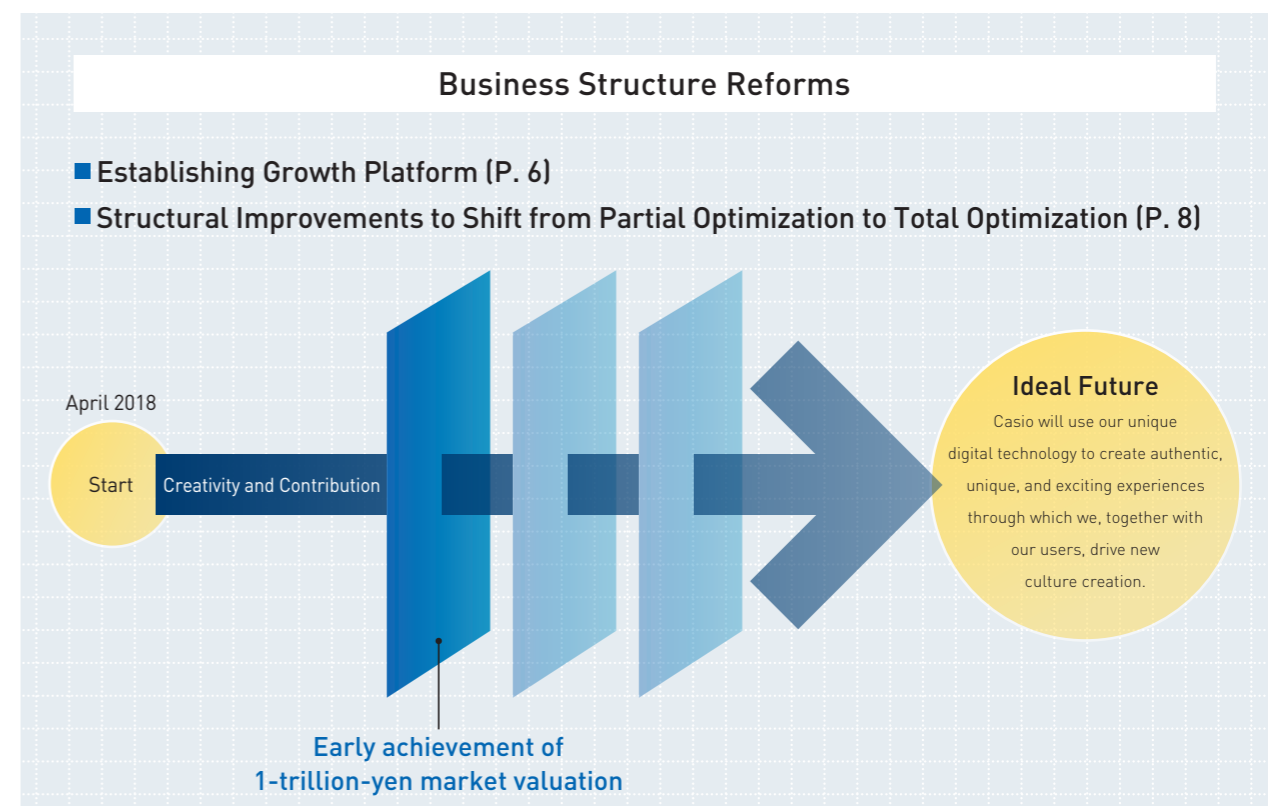 Business Structure Reforms
■ Establishing Growth Platform (P. 6)
■ Structural Improvements to Shift from Partial Optimization to Total Optimization (P. 8)
April 2018
Start
Creativity and Contribution
Ideal Future
Casio will use our unique
digital technology to create authentic,
unique, and exciting experiences
through which we, together with
our users, drive new
culture creation.
Early achievement of
1-trillion-yen market valuation